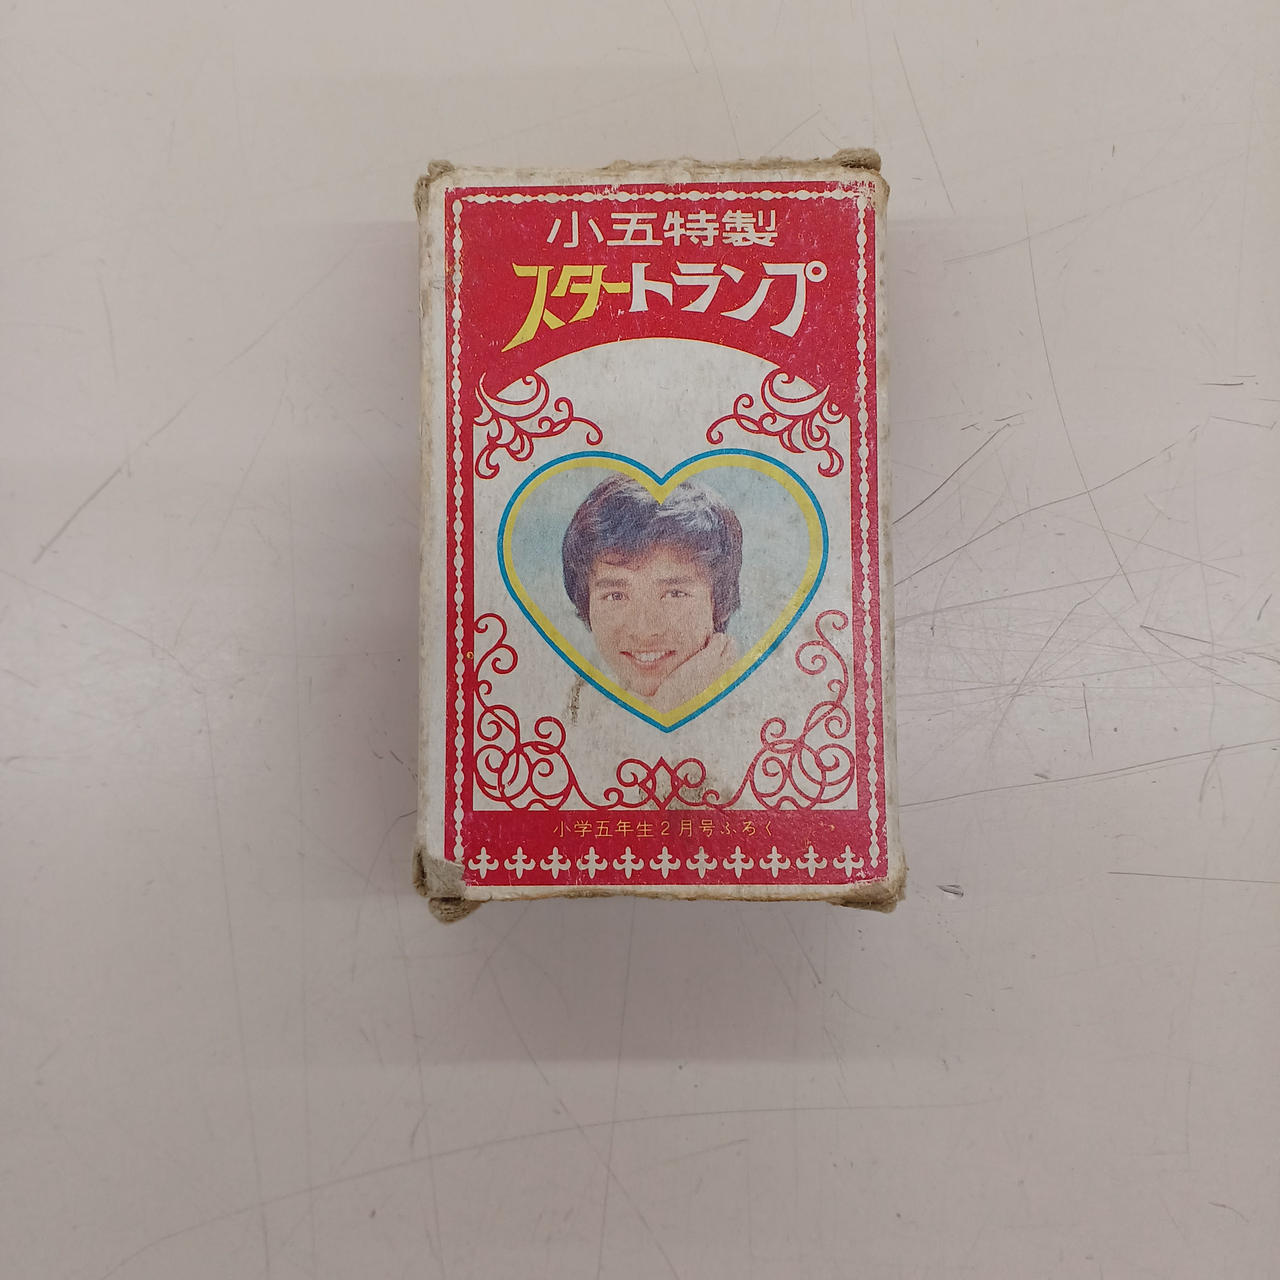 小五特製
スタートランプ
小学五年生2月号ふろく